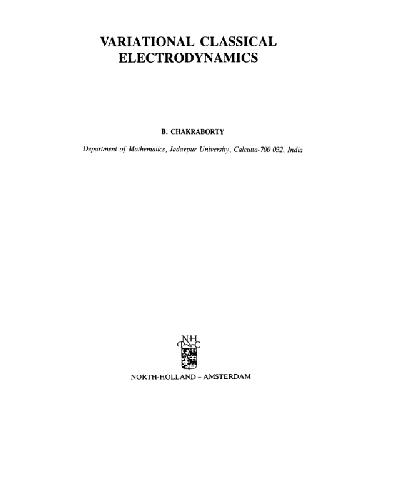 VARIATIONAL CLASSICAL
ELECTRODYNAMICS
B. CHAKRABORTY
Department of Mathematics, Jadavpur University, Calcutta-700 032, India
NH
NORTH-HOLLAND – AMSTERDAM